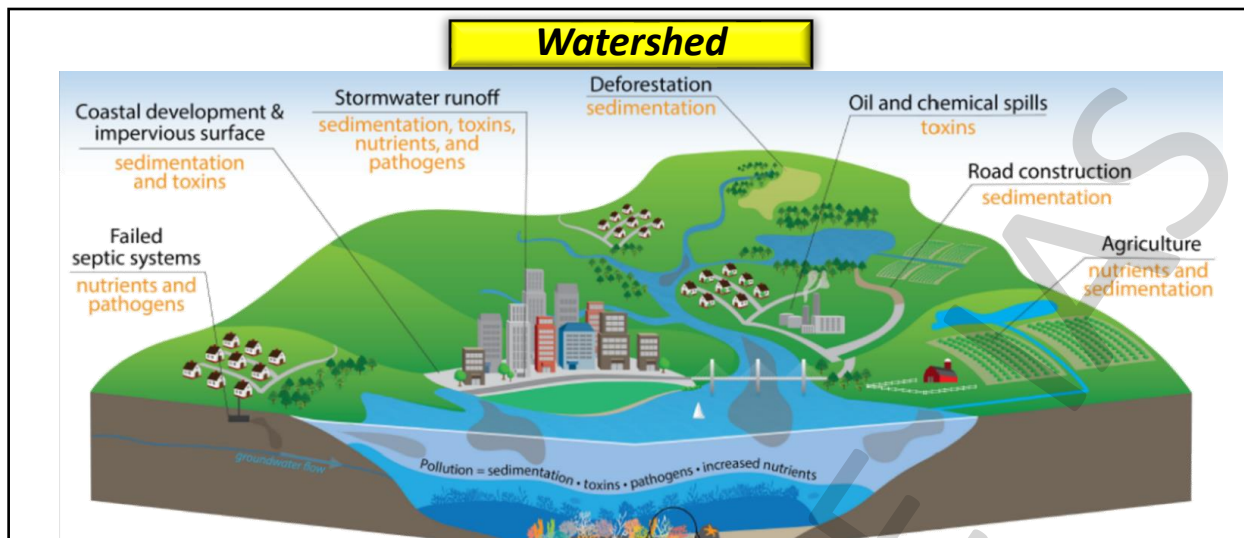 Watershed
Coastal development &
impervious surface
sedimentation
and toxins
Stormwater runoff
sedimentation, toxins,
nutrients, and
pathogens
Deforestation
sedimentation
Oil and chemical spills
toxins
Road construction
sedimentation
Agriculture
nutrients and
sedimentation
Failed
septic systems
nutrients and
pathogens
groundwater flow
Pollution = sedimentation • toxins • pathogens • increased nutrients